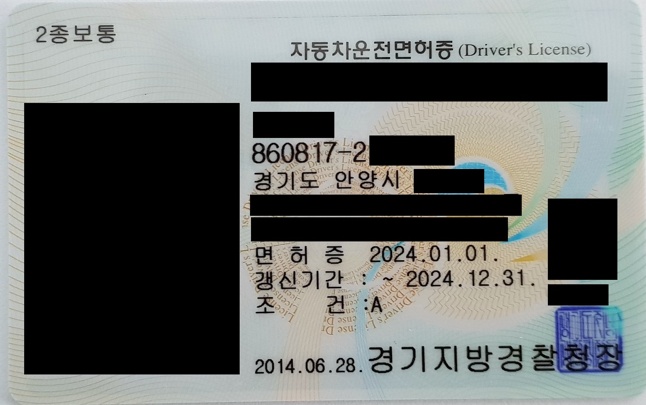 2종보통
자동차운전면허증 (Driver's License)
860817-2
경기도 안양시
면 허 증 2024.01.01.
갱신기간 : ~ 2024.12.31.
조 건 :A
2014.06.28. 경기지방경찰청장